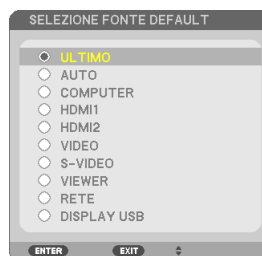 SELEZIONE FONTE DEFAULT
ULTIMO
AUTO
COMPUTER
HDMI1
HDMI2
VIDEO
S-VIDEO
VIEWER
RETE
DISPLAY USB
ENTER EXIT